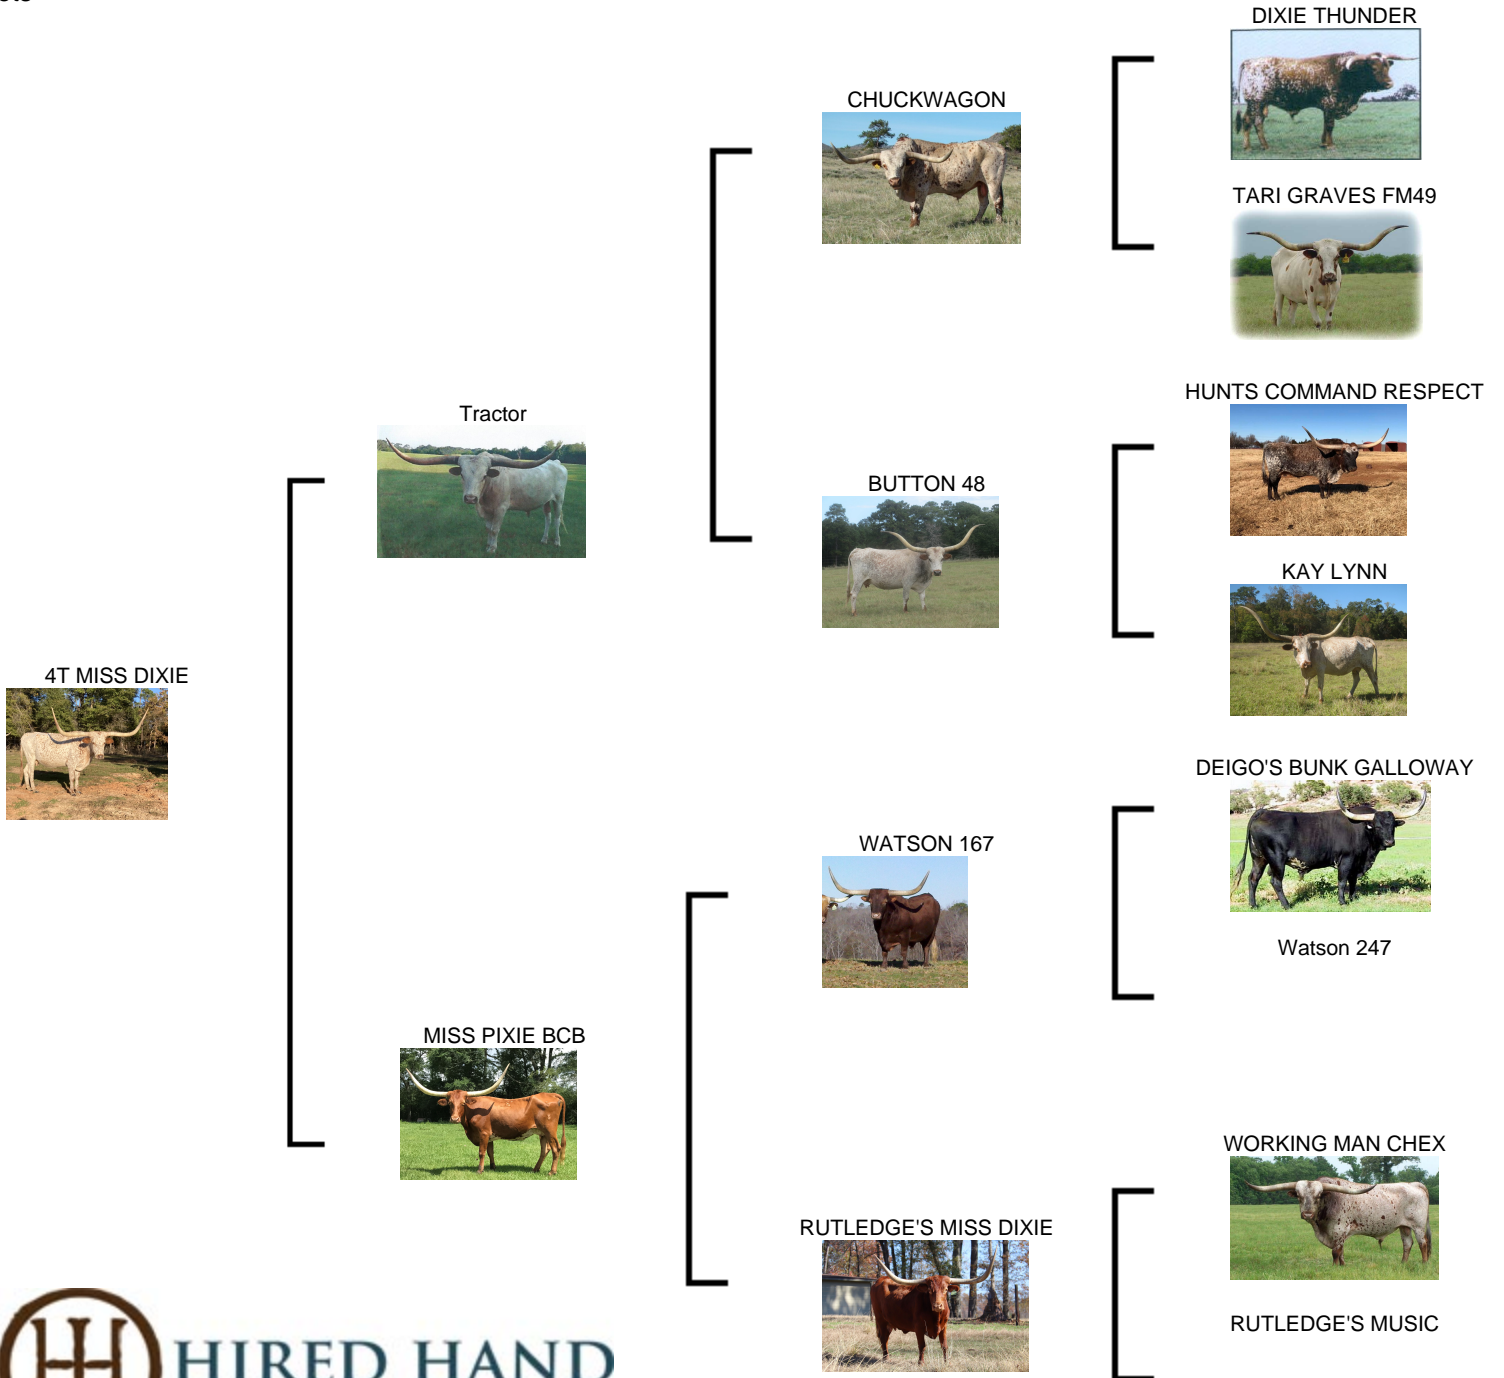 DIXIE THUNDER
CHUCKWAGON
TARI GRAVES FM49
HUNTS COMMAND RESPECT
Tractor
BUTTON 48
KAY LYNN
4T MISS DIXIE
DEIGO'S BUNK GALLOWAY
WATSON 167
Watson 247
MISS PIXIE BCB
WORKING MAN CHEX
RUTLEDGE'S MISS DIXIE
RUTLEDGE'S MUSIC
HIRED HAND